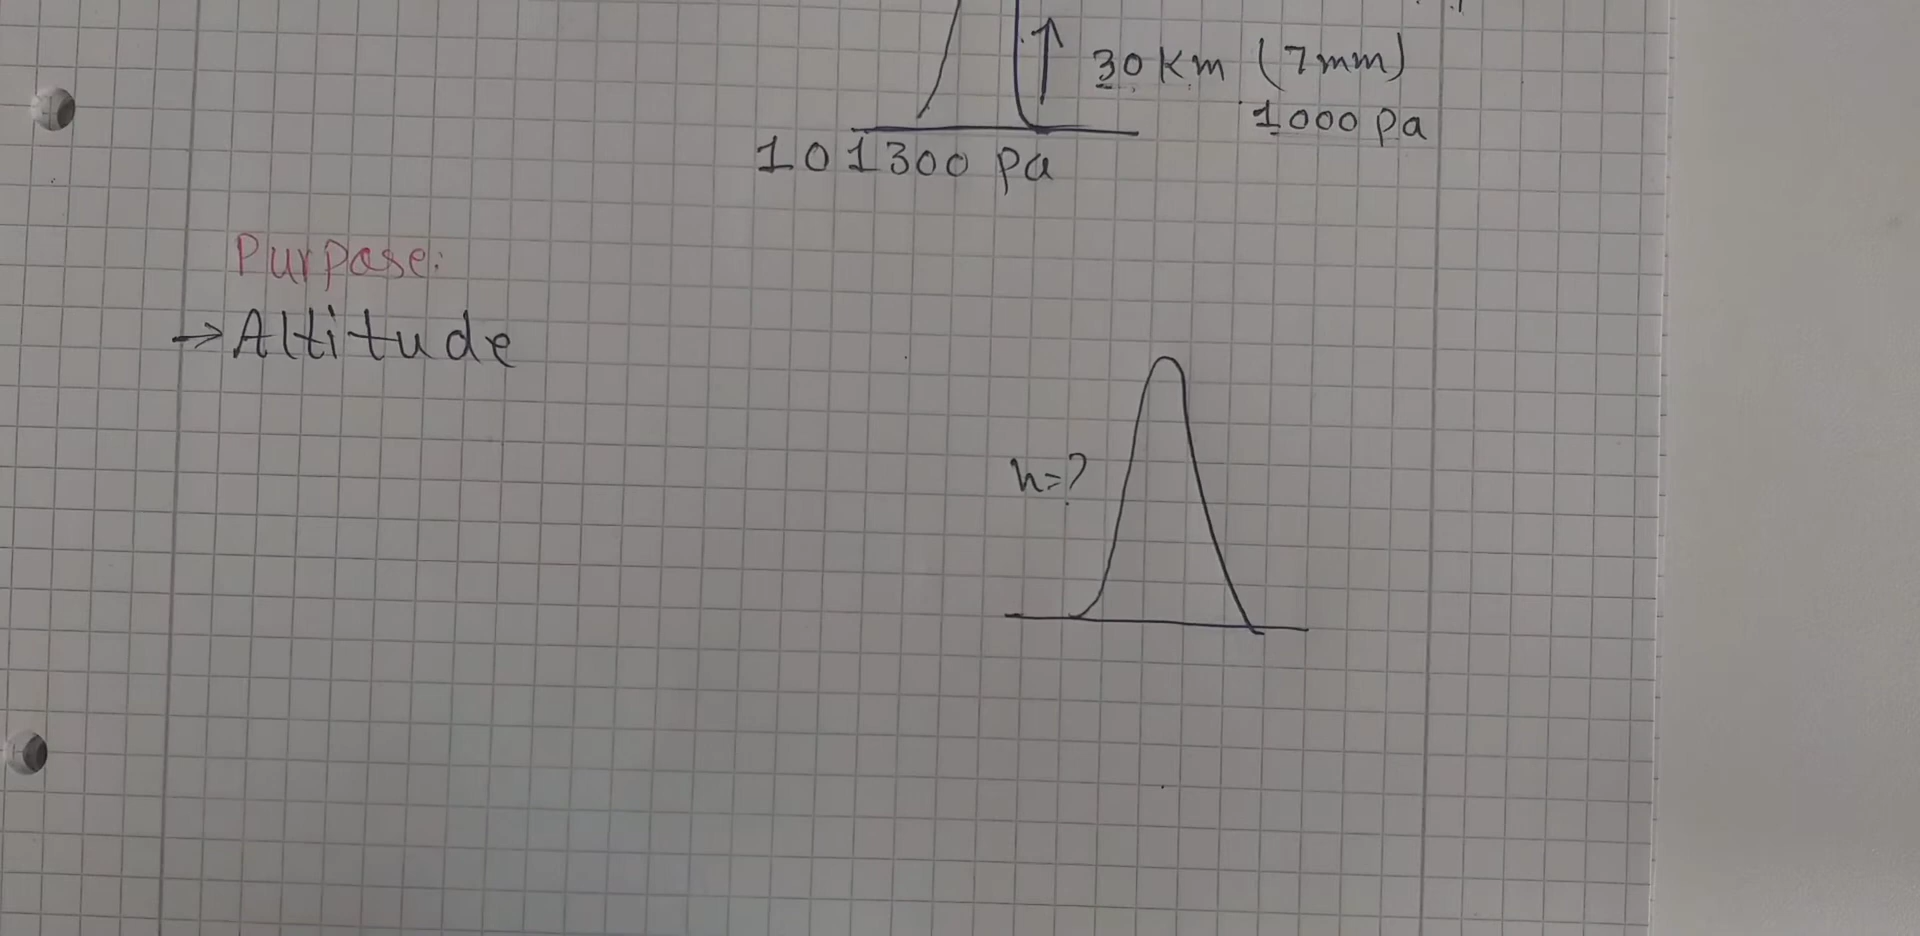 30 Km (7mm)
1000 pa
101300 pa
Purpose:
→ Altitude
h=?